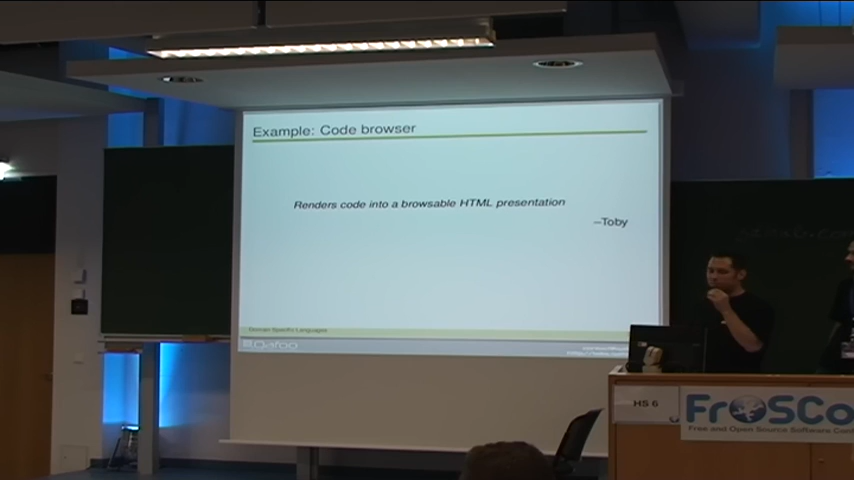 Example: Code browser
Renders code into a browsable HTML presentation
–Toby
Domain Specific Languages
Qafoo
HS 6
FrOSCo
Free and Open Source Software Conf